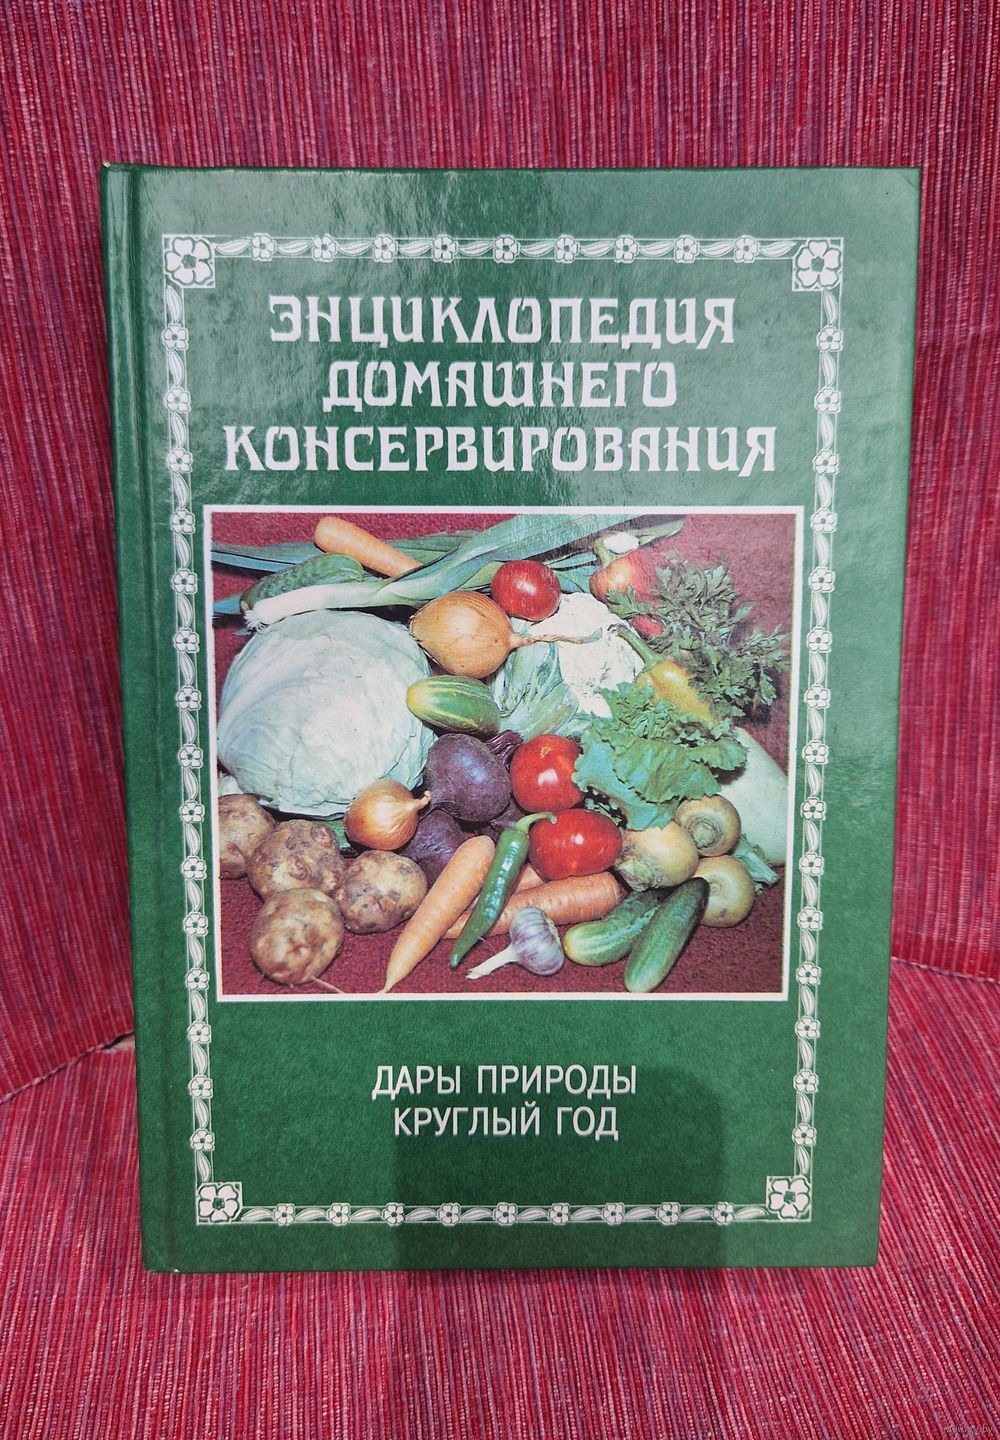 ЭНЦИКЛОПЕДИЯ
ДОМАШНЕГО
КОНСЕРВИРОВАНИЯ
ДАРЫ ПРИРОДЫ
КРУГЛЫЙ ГОД